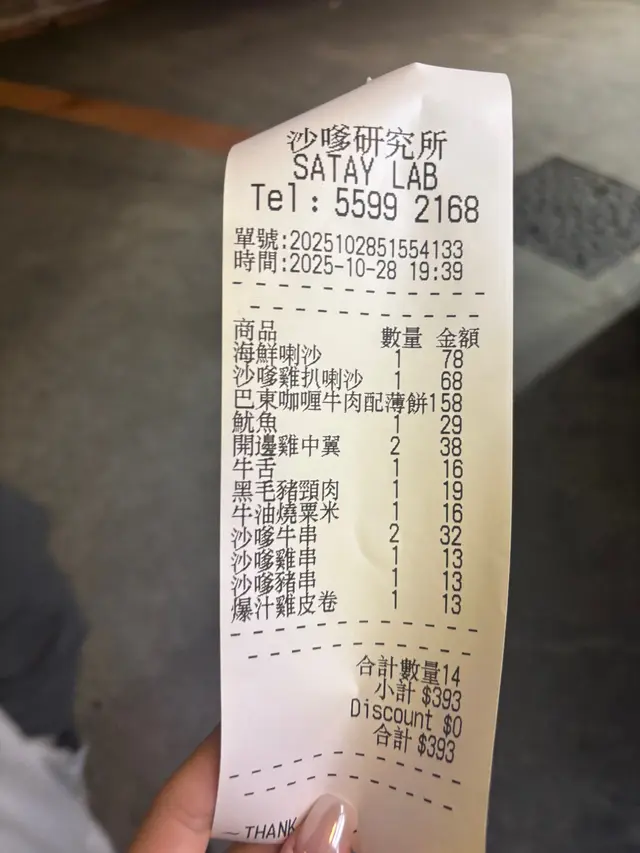 沙嗲研究所
SATAY LAB
Tel: 5599 2168
單號:2025102851554133
時間:2025-10-28 19:39
商品 數量 金額
海鮮喇沙 1 78
沙嗲雞扒喇沙 1 68
巴東咖喱牛肉配薄餅1 58
魷魚 1 29
開邊雞中翼 2 38
牛舌 1 16
黑毛豬頸肉 1 19
牛油燒粟米 1 16
沙嗲牛串 2 32
沙嗲雞串 1 13
沙嗲豬串 1 13
爆汁雞皮卷 1 13
合計數量14
小計 $393
Discount $0
合計 $393
~ THANK